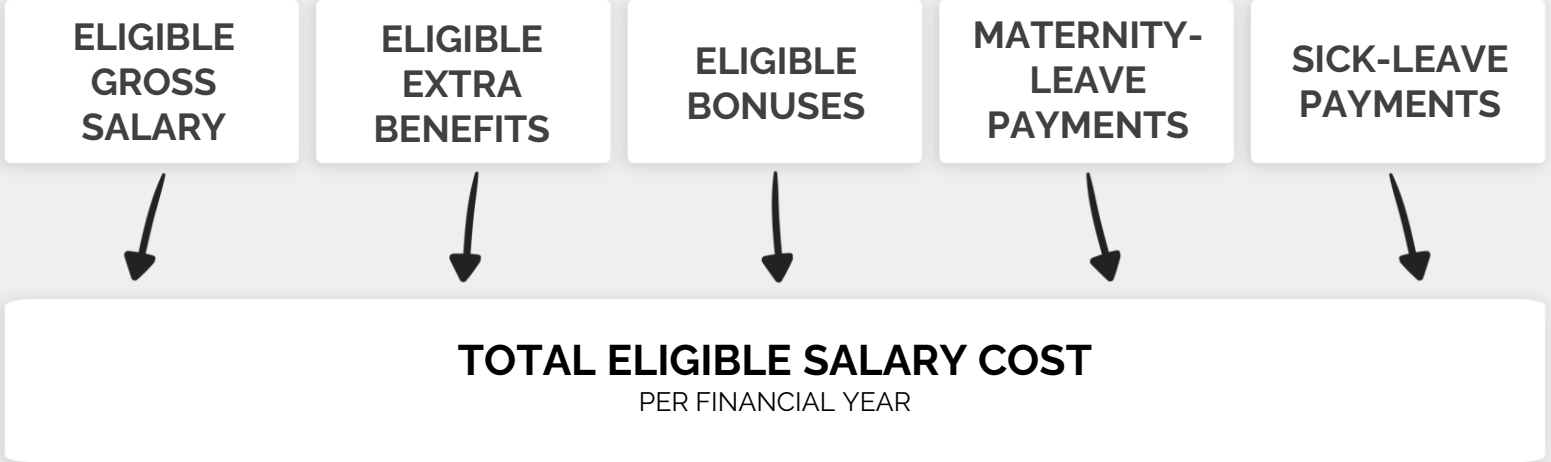 ELIGIBLE
GROSS
SALARY
ELIGIBLE
EXTRA
BENEFITS
ELIGIBLE
BONUSES
MATERNITY-
LEAVE
PAYMENTS
SICK-LEAVE
PAYMENTS
TOTAL ELIGIBLE SALARY COST
PER FINANCIAL YEAR